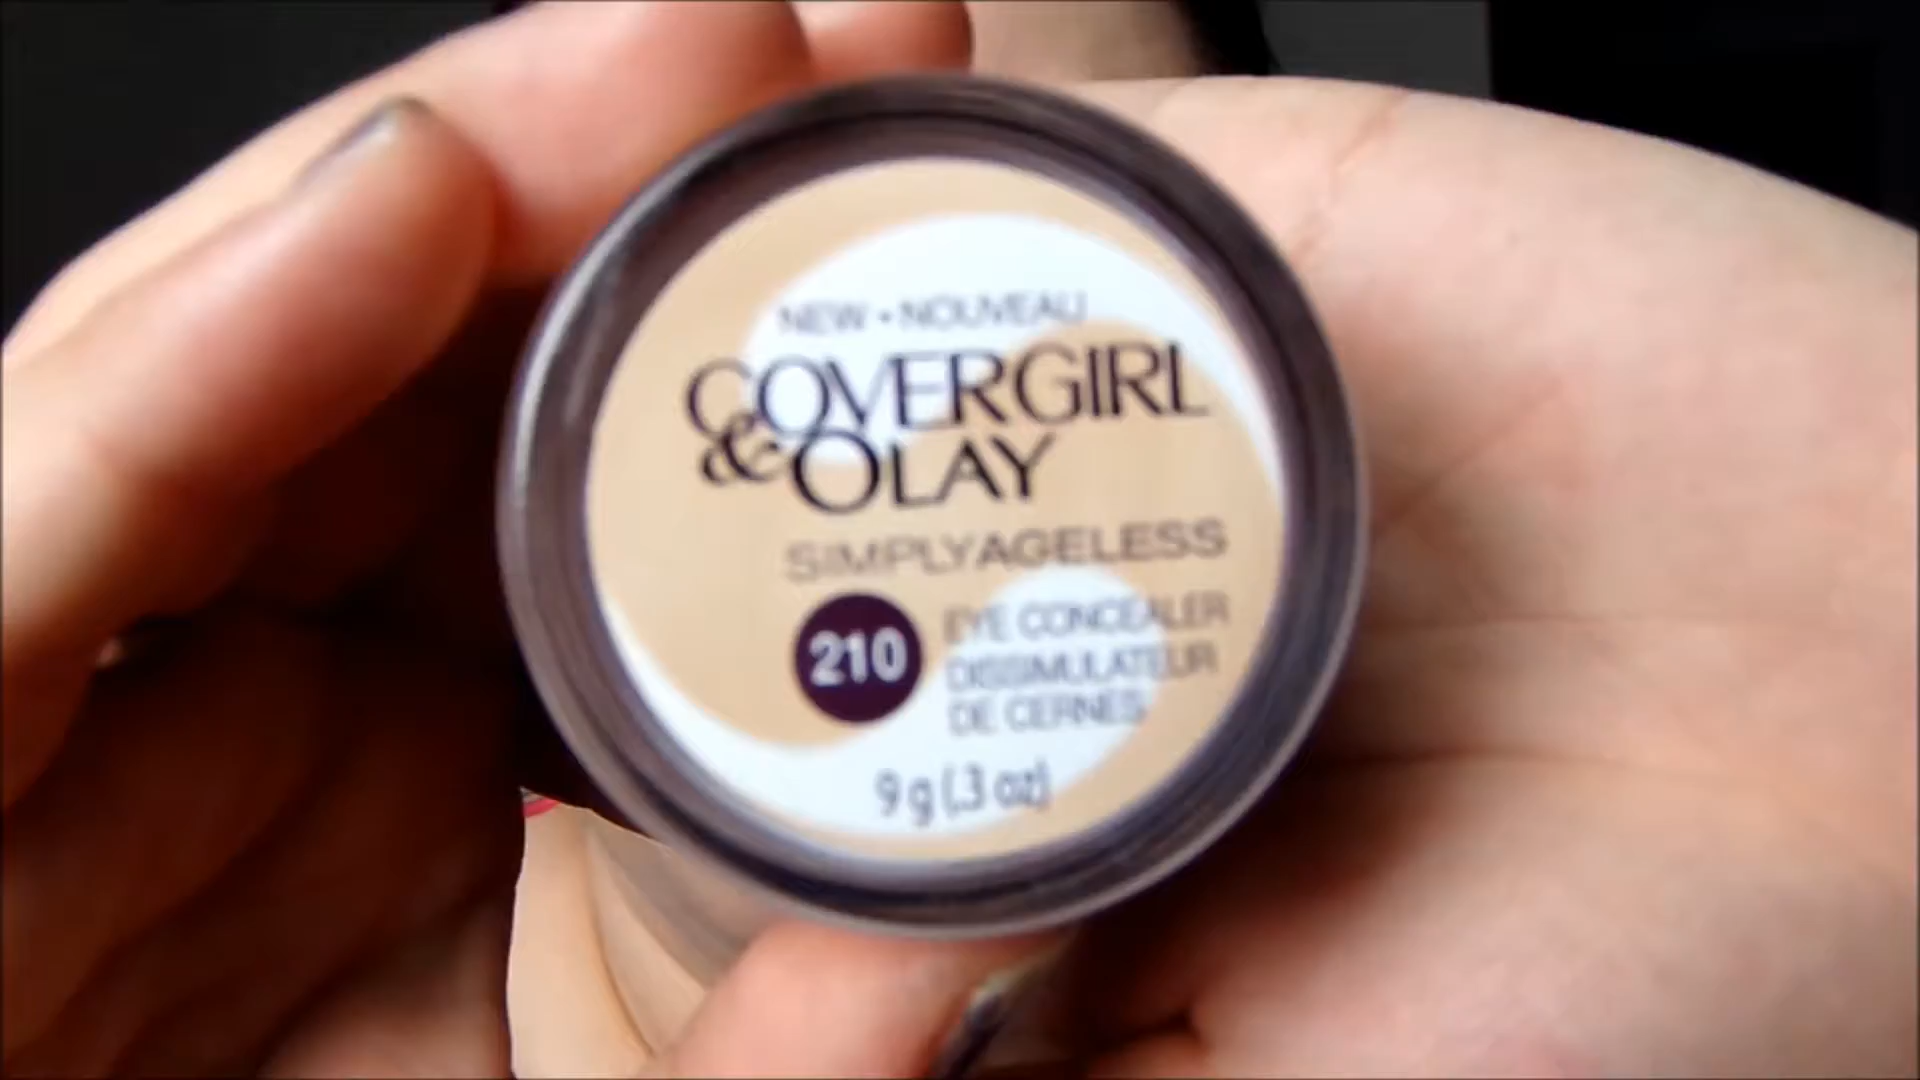 NEW • NOUVEAU
COVERGIRL
& OLAY
SIMPLYAGELESS
210
EYE CONCEALER
DISSIMULATEUR
DE CERNES
9 g (.3 oz)